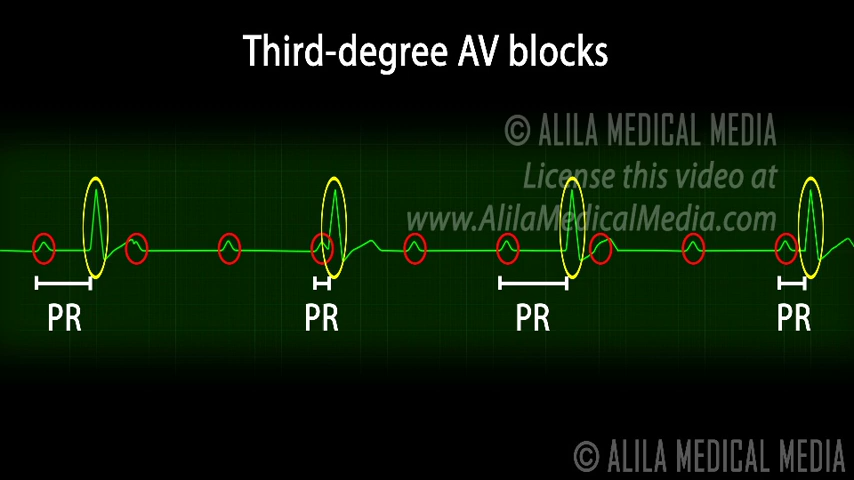 Third-degree AV blocks
© ALILA MEDICAL MEDIA
License this video at
www.AlilaMedicalMedia.com
PR
PR
PR
PR
© ALILA MEDICAL MEDIA